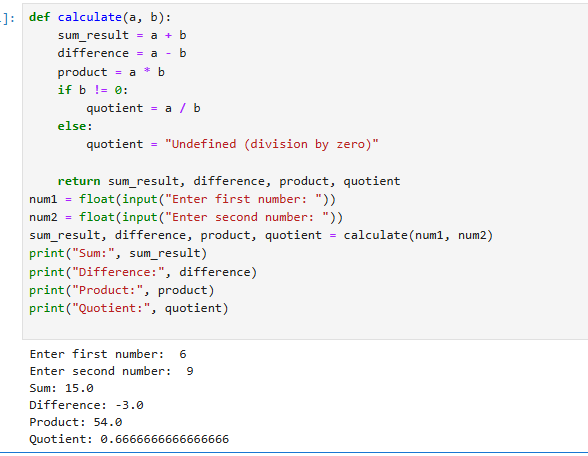 ]:
def calculate(a, b):
    sum_result = a + b
    difference = a - b
    product = a * b
    if b != 0:
        quotient = a / b
    else:
        quotient = "Undefined (division by zero)"

    return sum_result, difference, product, quotient
num1 = float(input("Enter first number: "))
num2 = float(input("Enter second number: "))
sum_result, difference, product, quotient = calculate(num1, num2)
print("Sum:", sum_result)
print("Difference:", difference)
print("Product:", product)
print("Quotient:", quotient)

Enter first number:  6
Enter second number:  9
Sum: 15.0
Difference: -3.0
Product: 54.0
Quotient: 0.6666666666666666